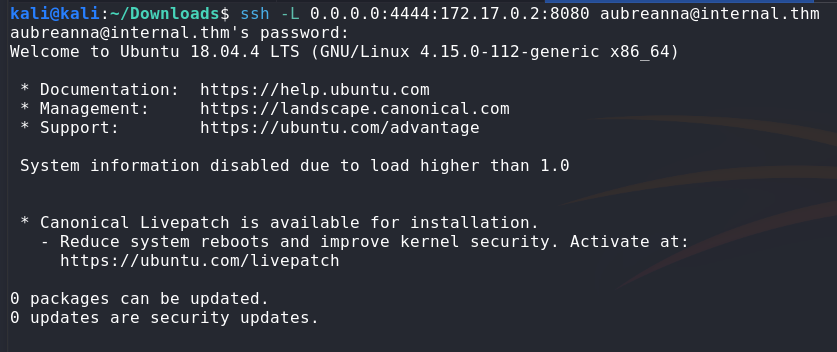 kali@kali:~/Downloads$ ssh -L 0.0.0.0:4444:172.17.0.2:8080 aubreanna@internal.thm
aubreanna@internal.thm's password:
Welcome to Ubuntu 18.04.4 LTS (GNU/Linux 4.15.0-112-generic x86_64)
* Documentation: https://help.ubuntu.com
* Management: https://landscape.canonical.com
* Support: https://ubuntu.com/advantage
System information disabled due to load higher than 1.0
* Canonical Livepatch is available for installation.
- Reduce system reboots and improve kernel security. Activate at:
https://ubuntu.com/livepatch
0 packages can be updated.
0 updates are security updates.